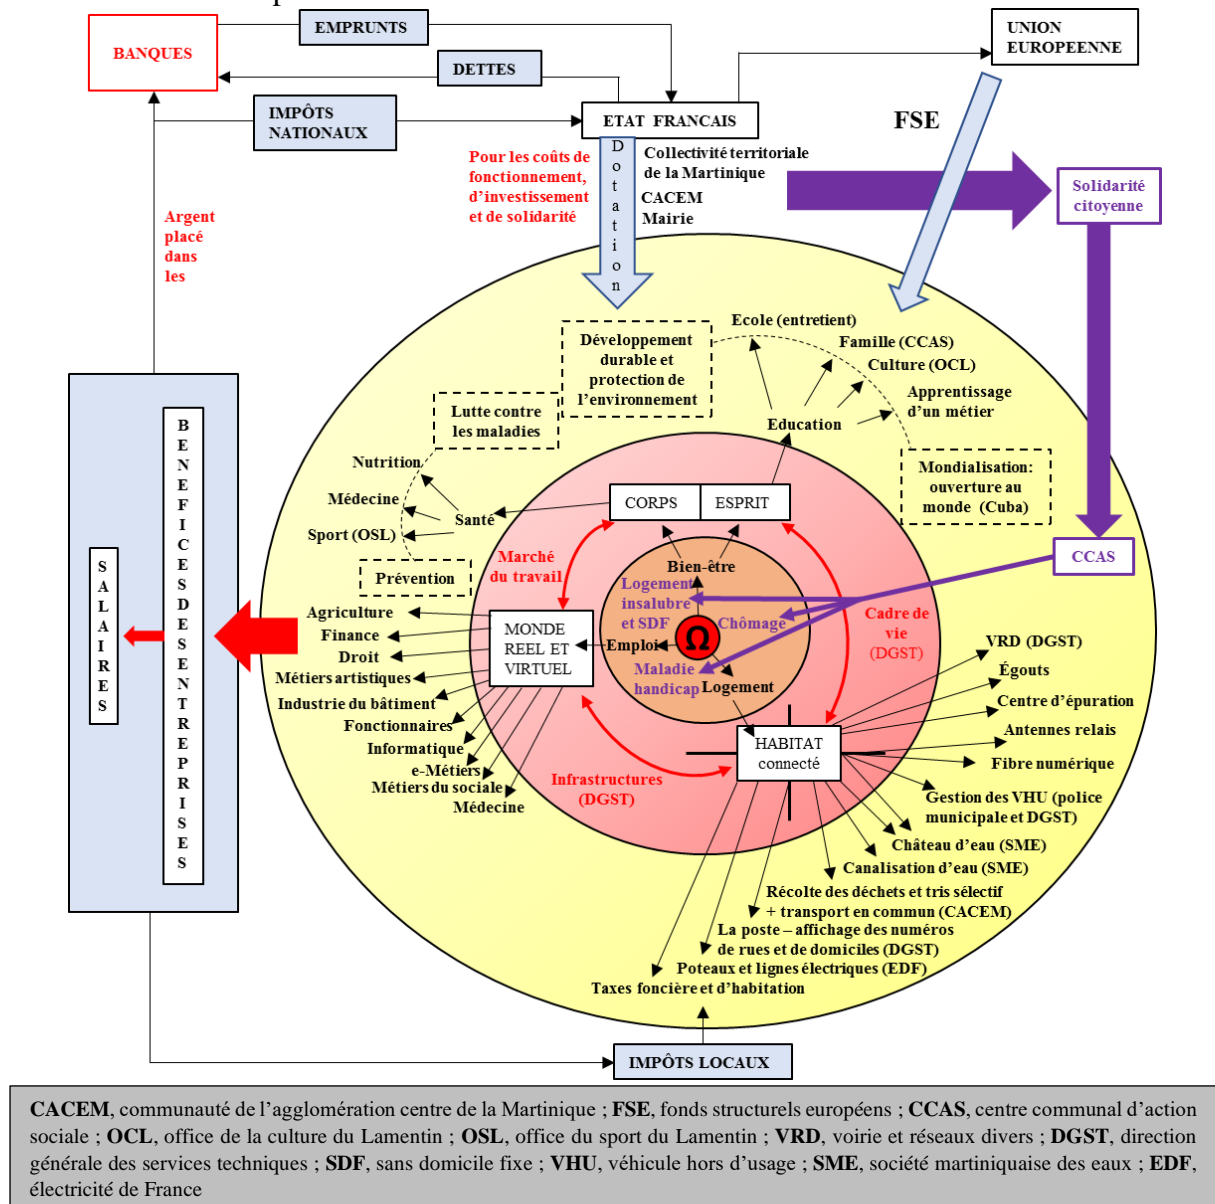 EMPRUNTS
BANQUES
DETTES
UNION
EUROPEENNE
IMPÔTS
NATIONAUX
ETAT FRANCAIS
FSE
Pour les coûts de
fonctionnement,
d’investissement
et de solidarité
Dotation
Collectivité territoriale
de la Martinique
CACEM
Mairie
Solidarité
citoyenne
Argent
placé
dans
les
Ecole (entretient)
Développement
durable et
protection de
l’environnement
Famille (CCAS)
Culture (OCL)
Apprentissage
d’un métier
Education
Lutte contre
les maladies
Mondialisation:
ouverture au
monde (Cuba)
Nutrition
Médecine
Santé
Sport (OSL)
Prévention
CORPS
ESPRIT
CCAS
Marché
du travail
Bien-être
Logement
insalubre
et SDF
Chômage
Cadre de
vie
(DGST)
Ω
Emploi
Maladie
handicap
Logement
MONDE
REEL ET
VIRTUEL
SALAIRES
BENEFICES DES ENTREPRISES
Agriculture
Finance
Droit
Métiers artistiques
Industrie du bâtiment
Fonctionnaires
Informatique
e-Métiers
Métiers du sociale
Médecine
Infrastructures
(DGST)
HABITAT
connecté
VRD (DGST)
Égouts
Centre d’épuration
Antennes relais
Fibre numérique
Gestion des VHU (police
municipale et DGST)
Château d’eau (SME)
Canalisation d’eau (SME)
Récolte des déchets et tris sélectif
+ transport en commun (CACEM)
La poste – affichage des numéros
de rues et de domiciles (DGST)
Poteaux et lignes électriques (EDF)
Taxes foncière et d’habitation
IMPÔTS LOCAUX
CACEM, communauté de l’agglomération centre de la Martinique ; FSE, fonds structurels européens ; CCAS, centre communal d’action
sociale ; OCL, office de la culture du Lamentin ; OSL, office du sport du Lamentin ; VRD, voirie et réseaux divers ; DGST, direction
générale des services techniques ; SDF, sans domicile fixe ; VHU, véhicule hors d’usage ; SME, société martiniquaise des eaux ; EDF,
électricité de France